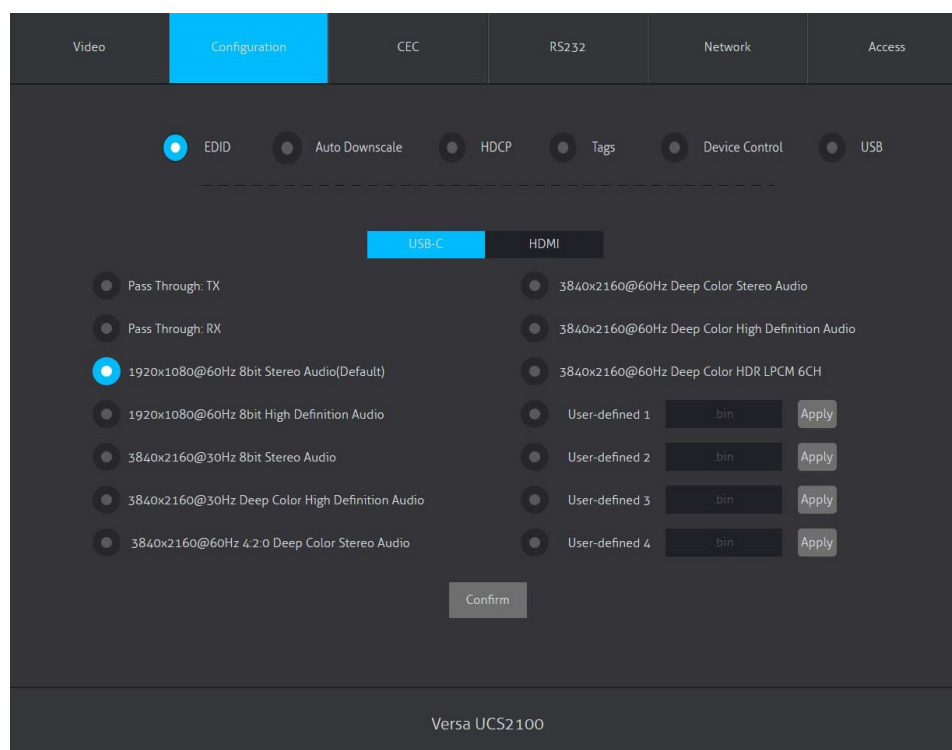 Video Configuration CEC RS232 Network Access
EDID Auto Downscale HDCP Tags Device Control USB
USB-C HDMI
Pass Through: TX
Pass Through: RX
1920x1080@60Hz 8bit Stereo Audio(Default)
1920x1080@60Hz 8bit High Definition Audio
3840x2160@30Hz 8bit Stereo Audio
3840x2160@30Hz Deep Color High Definition Audio
3840x2160@60Hz 4:2:0 Deep Color Stereo Audio
3840x2160@60Hz Deep Color Stereo Audio
3840x2160@60Hz Deep Color High Definition Audio
3840x2160@60Hz Deep Color HDR LPCM 6CH
User-defined 1 .bin Apply
User-defined 2 .bin Apply
User-defined 3 .bin Apply
User-defined 4 .bin Apply
Confirm
Versa UCS2100